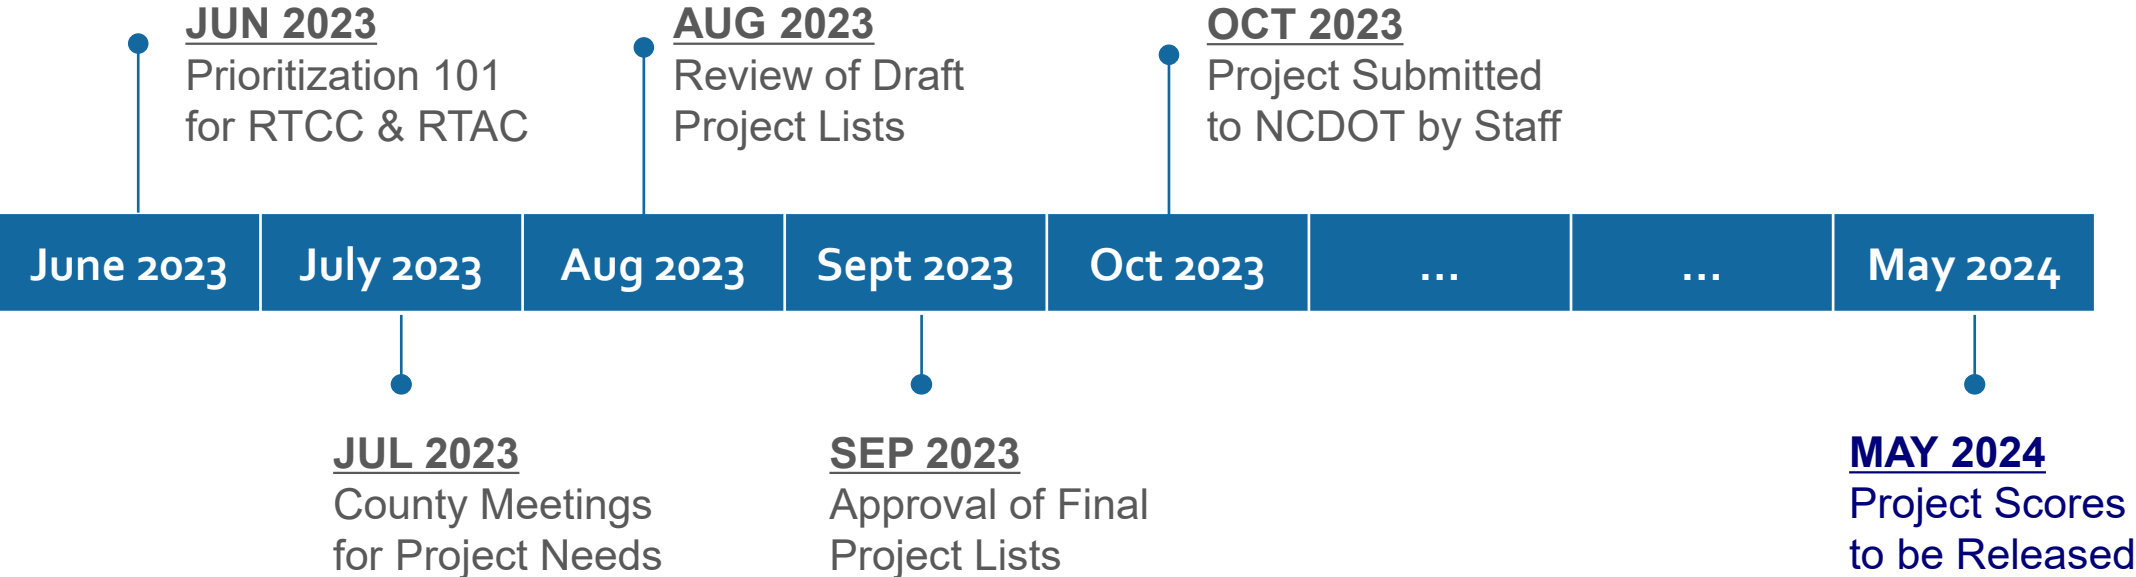 JUN 2023
Prioritization 101
for RTCC & RTAC
AUG 2023
Review of Draft
Project Lists
OCT 2023
Project Submitted
to NCDOT by Staff
June 2023
July 2023
Aug 2023
Sept 2023
Oct 2023
...
...
May 2024
JUL 2023
County Meetings
for Project Needs
SEP 2023
Approval of Final
Project Lists
MAY 2024
Project Scores
to be Released